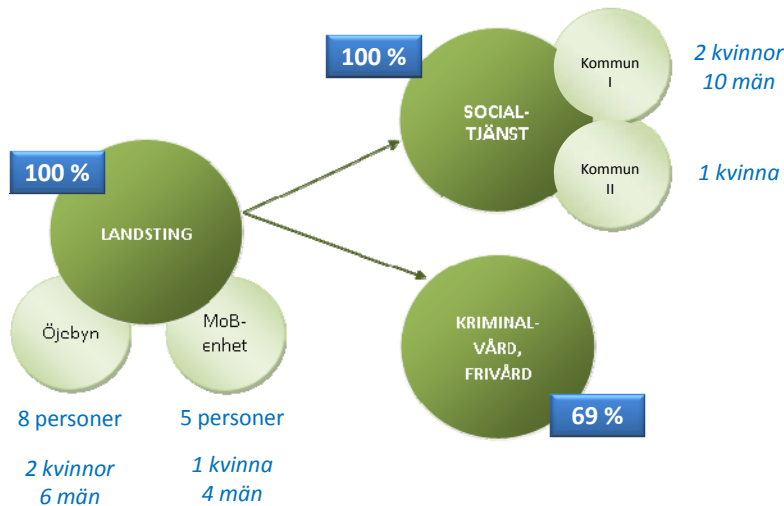 100 %
LANDSTING
Öjebyn
MoB-
enhet
8 personer
2 kvinnor
6 män
5 personer
1 kvinna
4 män
100 %
SOCIAL-
TJÄNST
Kommun
I
2 kvinnor
10 män
Kommun
II
1 kvinna
KRIMINAL-
VÅRD,
FRIVÅRD
69 %